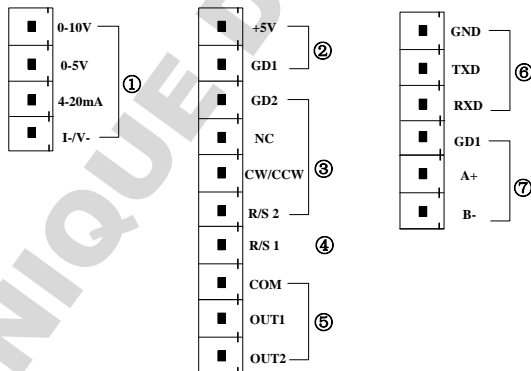 0-10V
0-5V
4-20mA
I-/V-
①
+5V
GD1
②
GD2
NC
CW/CCW
R/S 2
③
R/S 1
④
COM
OUT1
OUT2
⑤
GND
TXD
RXD
⑥
GD1
A+
B-
⑦
NIQUE D